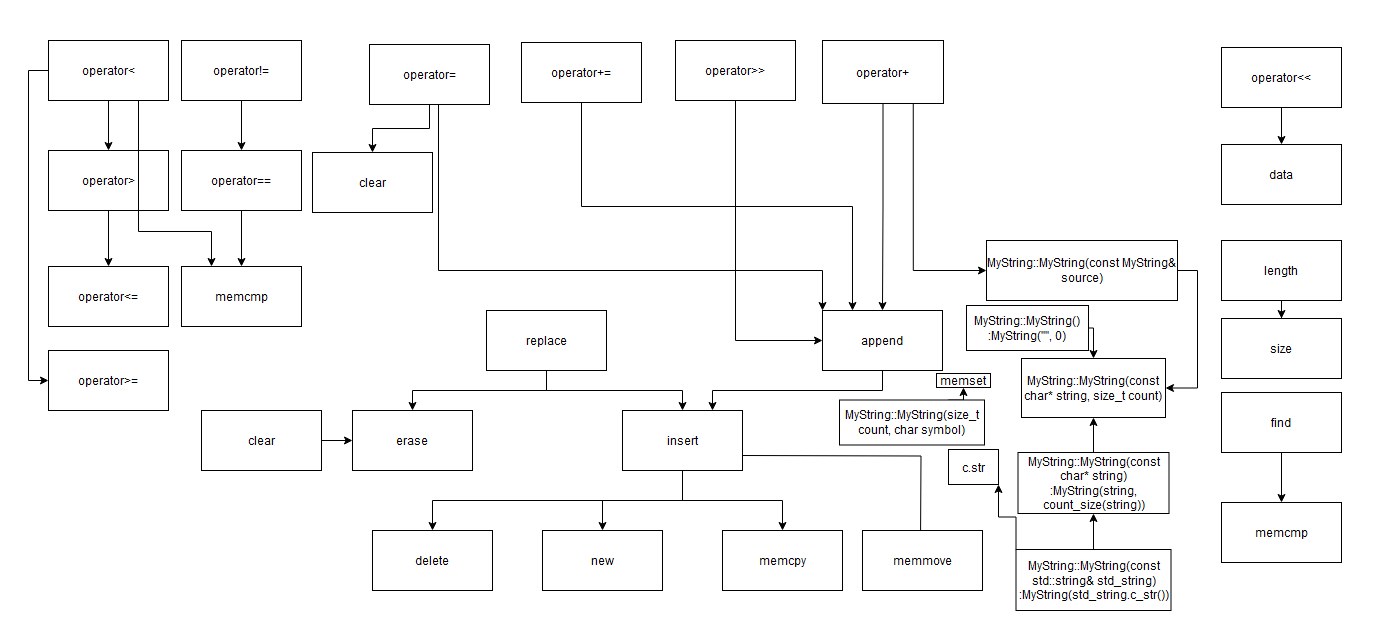 operator<
operator!=
operator=
operator+=
operator>>
operator+
operator<<
operator>
operator==
clear
data
operator<=
memcmp
MyString::MyString(const MyString&
source)
length
MyString::MyString()
:MyString("", 0)
replace
append
size
operator>=
memset
MyString::MyString(const
char* string, size_t count)
clear
erase
insert
MyString::MyString(size_t
count, char symbol)
find
c.str
MyString::MyString(const
char* string)
:MyString(string,
count_size(string))
delete
new
memcpy
memmove
memcmp
MyString::MyString(const
std::string& std_string)
:MyString(std_string.c_str())